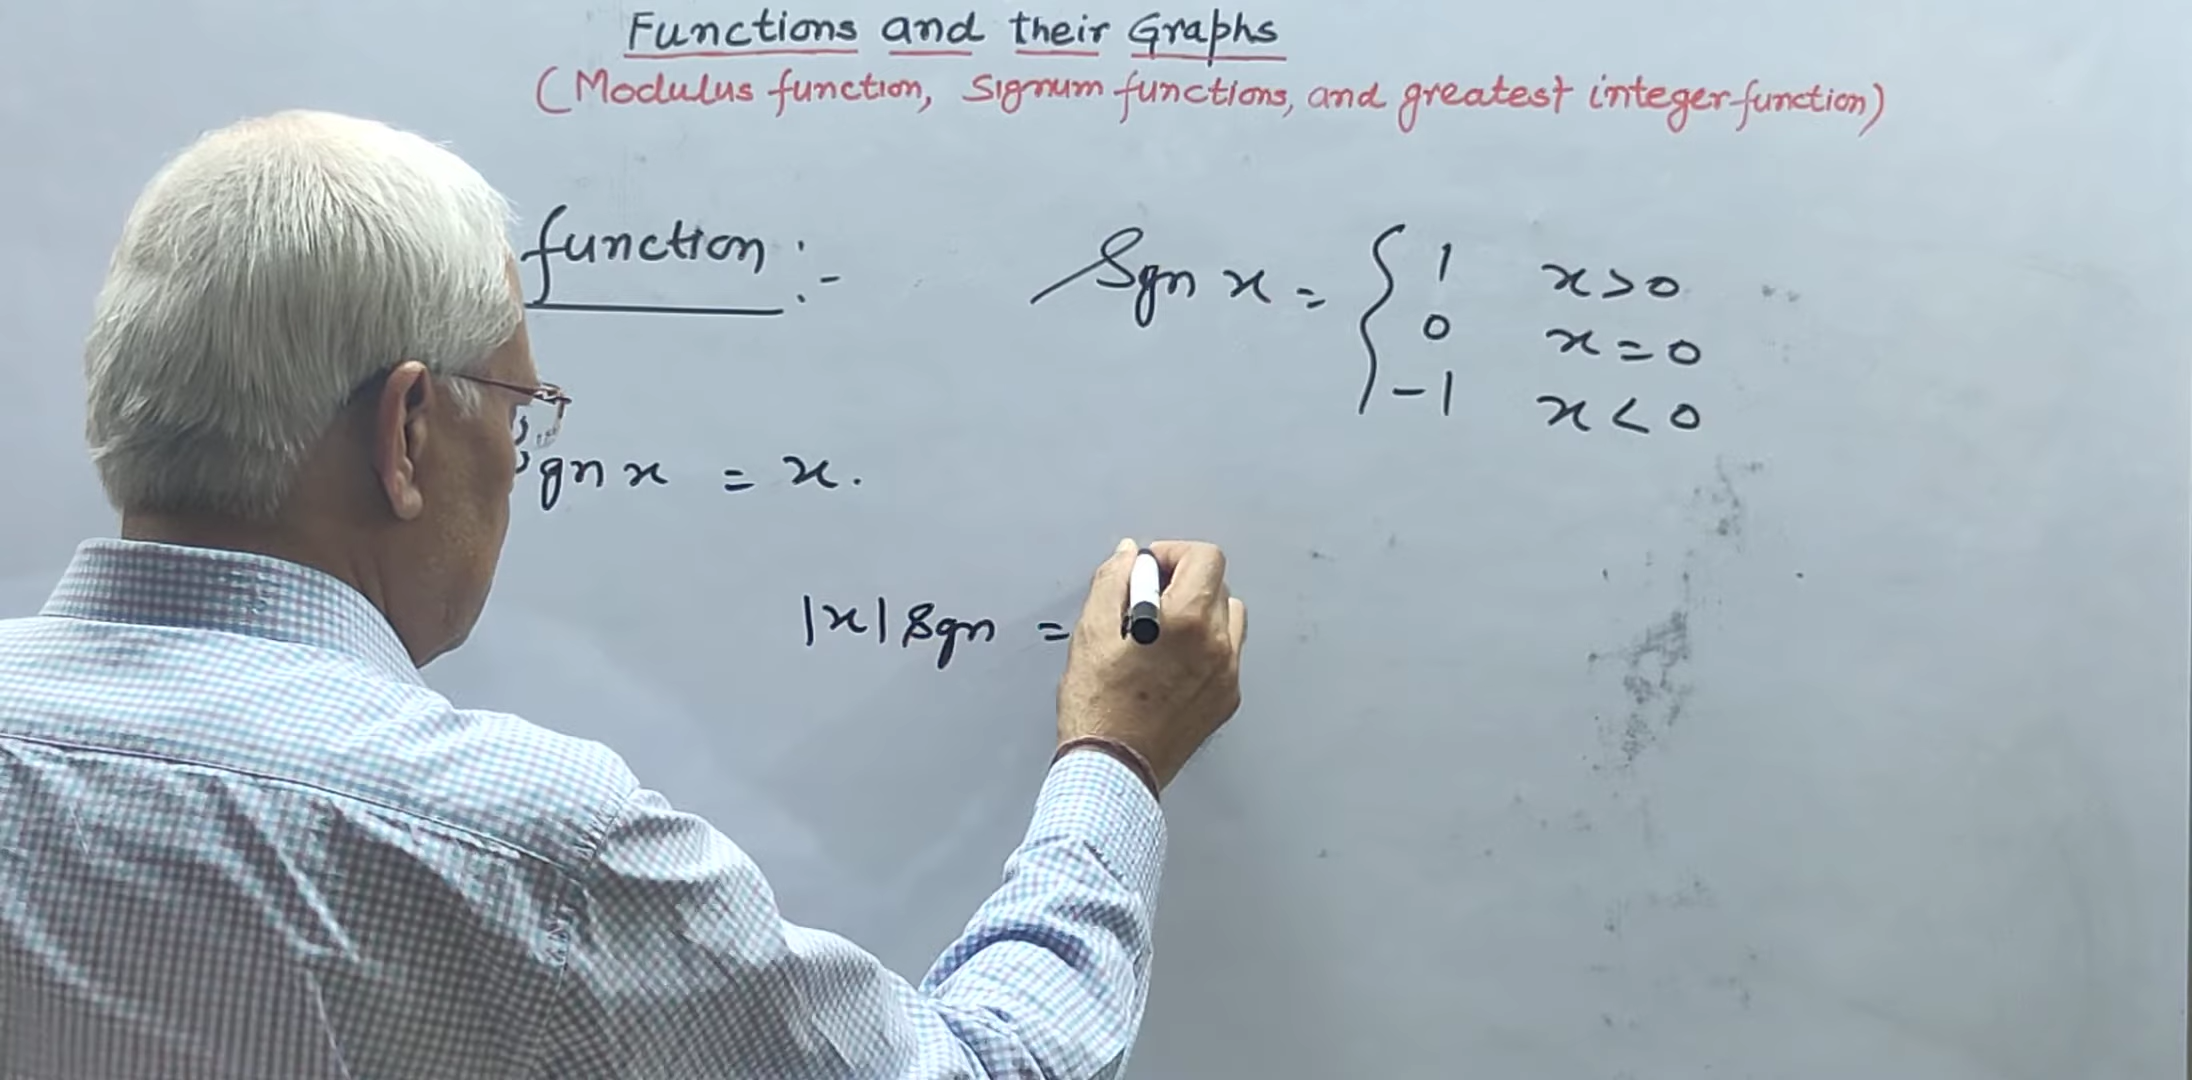 Functions and their Graphs
(Modulus function, Signum functions, and greatest integer function)
function :-
Sgn x = { 1 x>0
0 x=0
-1 x<0
gn x = x.
|x| Sgn =